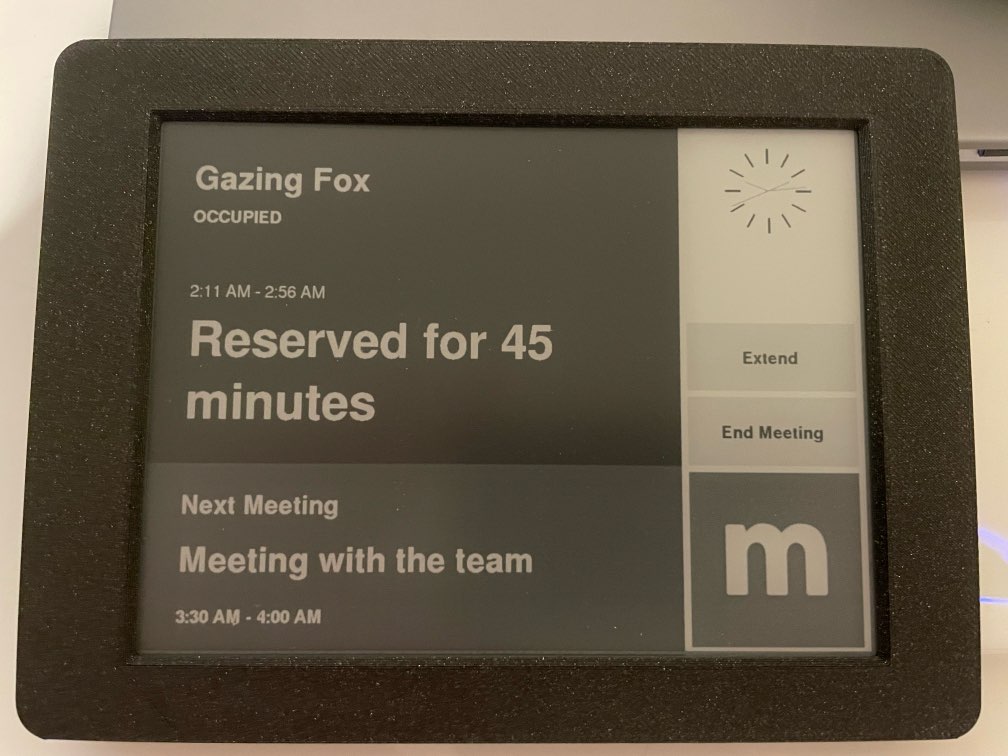 Gazing Fox
OCCUPIED
2:11 AM - 2:56 AM
Reserved for 45
minutes
Next Meeting
Meeting with the team
3:30 AM - 4:00 AM
Extend
End Meeting
m